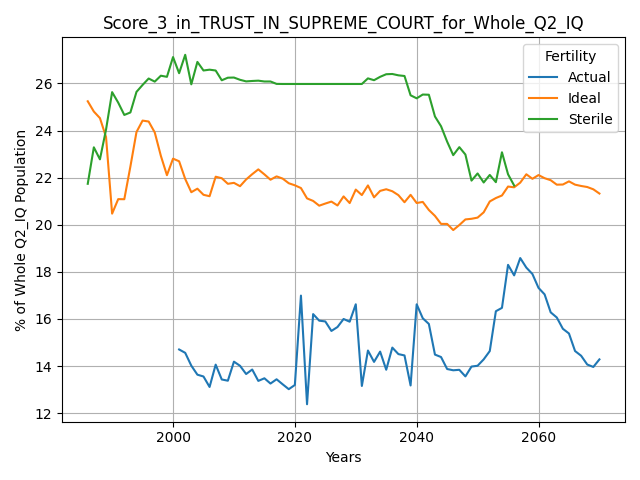 Score_3_in_TRUST_IN_SUPREME_COURT_for_Whole_Q2_IQ
Fertility
Actual
Ideal
Sterile
% of Whole Q2_IQ Population
26
24
22
20
18
16
14
12
2000
2020
2040
2060
Years